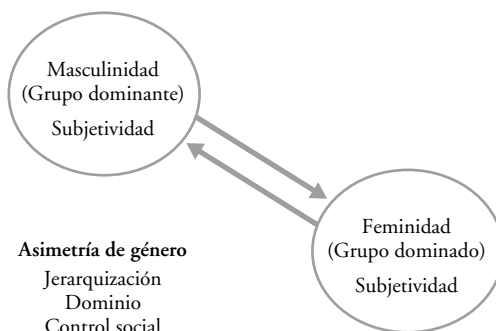 Masculinidad
(Grupo dominante)
Subjetividad
Feminidad
(Grupo dominado)
Subjetividad
Asimetría de género
Jerarquización
Dominio
Control social